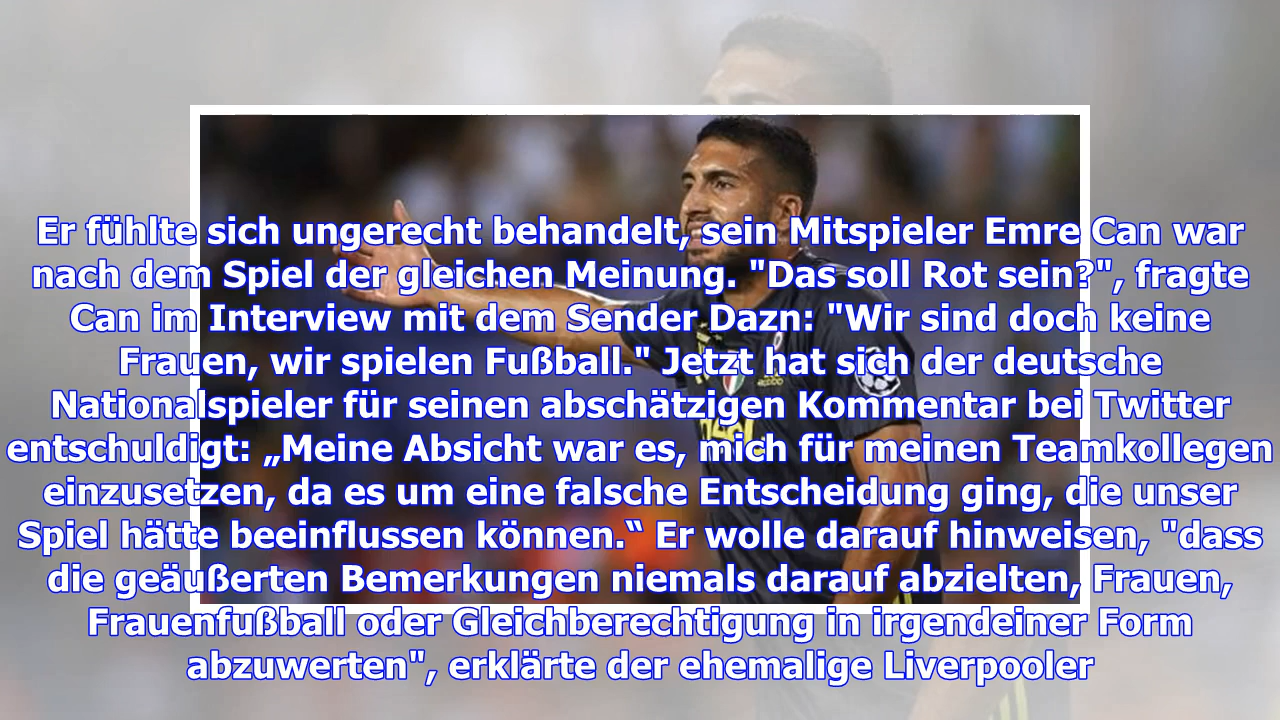 Er fühlte sich ungerecht behandelt, sein Mitspieler Emre Can war
nach dem Spiel der gleichen Meinung. "Das soll Rot sein?", fragte
Can im Interview mit dem Sender Dazn: "Wir sind doch keine
Frauen, wir spielen Fußball." Jetzt hat sich der deutsche
Nationalspieler für seinen abschätzigen Kommentar bei Twitter
entschuldigt: „Meine Absicht war es, mich für meinen Teamkollegen
einzusetzen, da es um eine falsche Entscheidung ging, die unser
Spiel hätte beeinflussen können.“ Er wolle darauf hinweisen, "dass
die geäußerten Bemerkungen niemals darauf abzielten, Frauen,
Frauenfußball oder Gleichberechtigung in irgendeiner Form
abzuwerten", erklärte der ehemalige Liverpooler